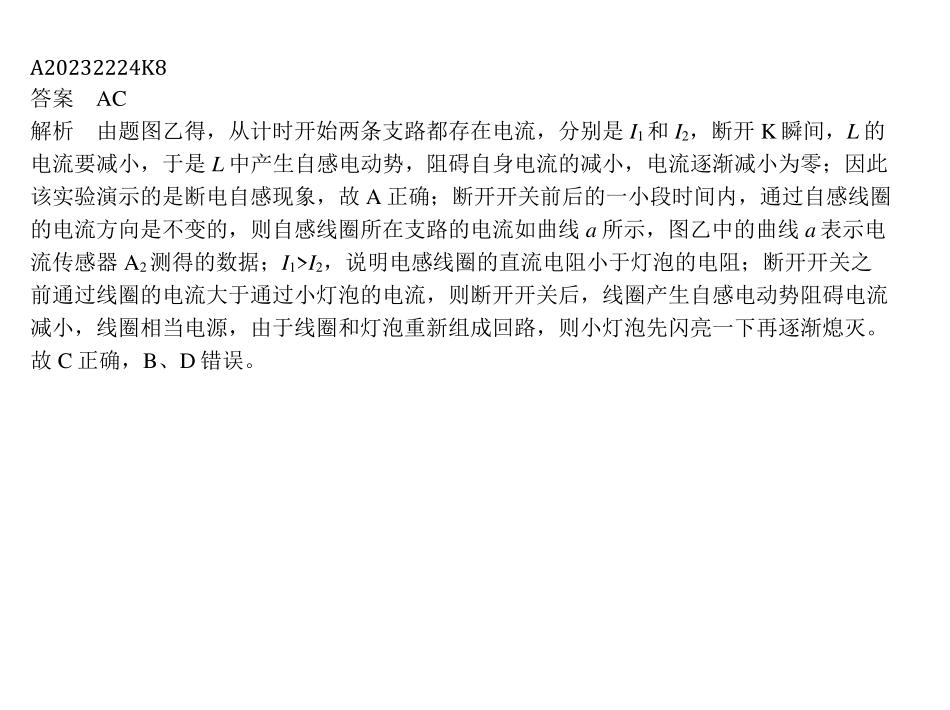 A20232224K8
答案 AC
解析 由题图乙得，从计时开始两条支路都存在电流，分别是 I₁和 I₂，断开 K 瞬间，L 的
电流要减小，于是 L 中产生自感电动势，阻碍自身电流的减小，电流逐渐减小为零；因此
该实验演示的是断电自感现象，故 A 正确；断开开关前后的一小段时间内，通过自感线圈
的电流方向是不变的，则自感线圈所在支路的电流如曲线 a 所示，图乙中的曲线 a 表示电
流传感器 A₂测得的数据；I₁>I₂，说明电感线圈的直流电阻小于灯泡的电阻；断开开关之
前通过线圈的电流大于通过小灯泡的电流，则断开开关后，线圈产生自感电动势阻碍电流
减小，线圈相当电源，由于线圈和灯泡重新组成回路，则小灯泡先闪亮一下再逐渐熄灭。
故 C 正确，B、D 错误。